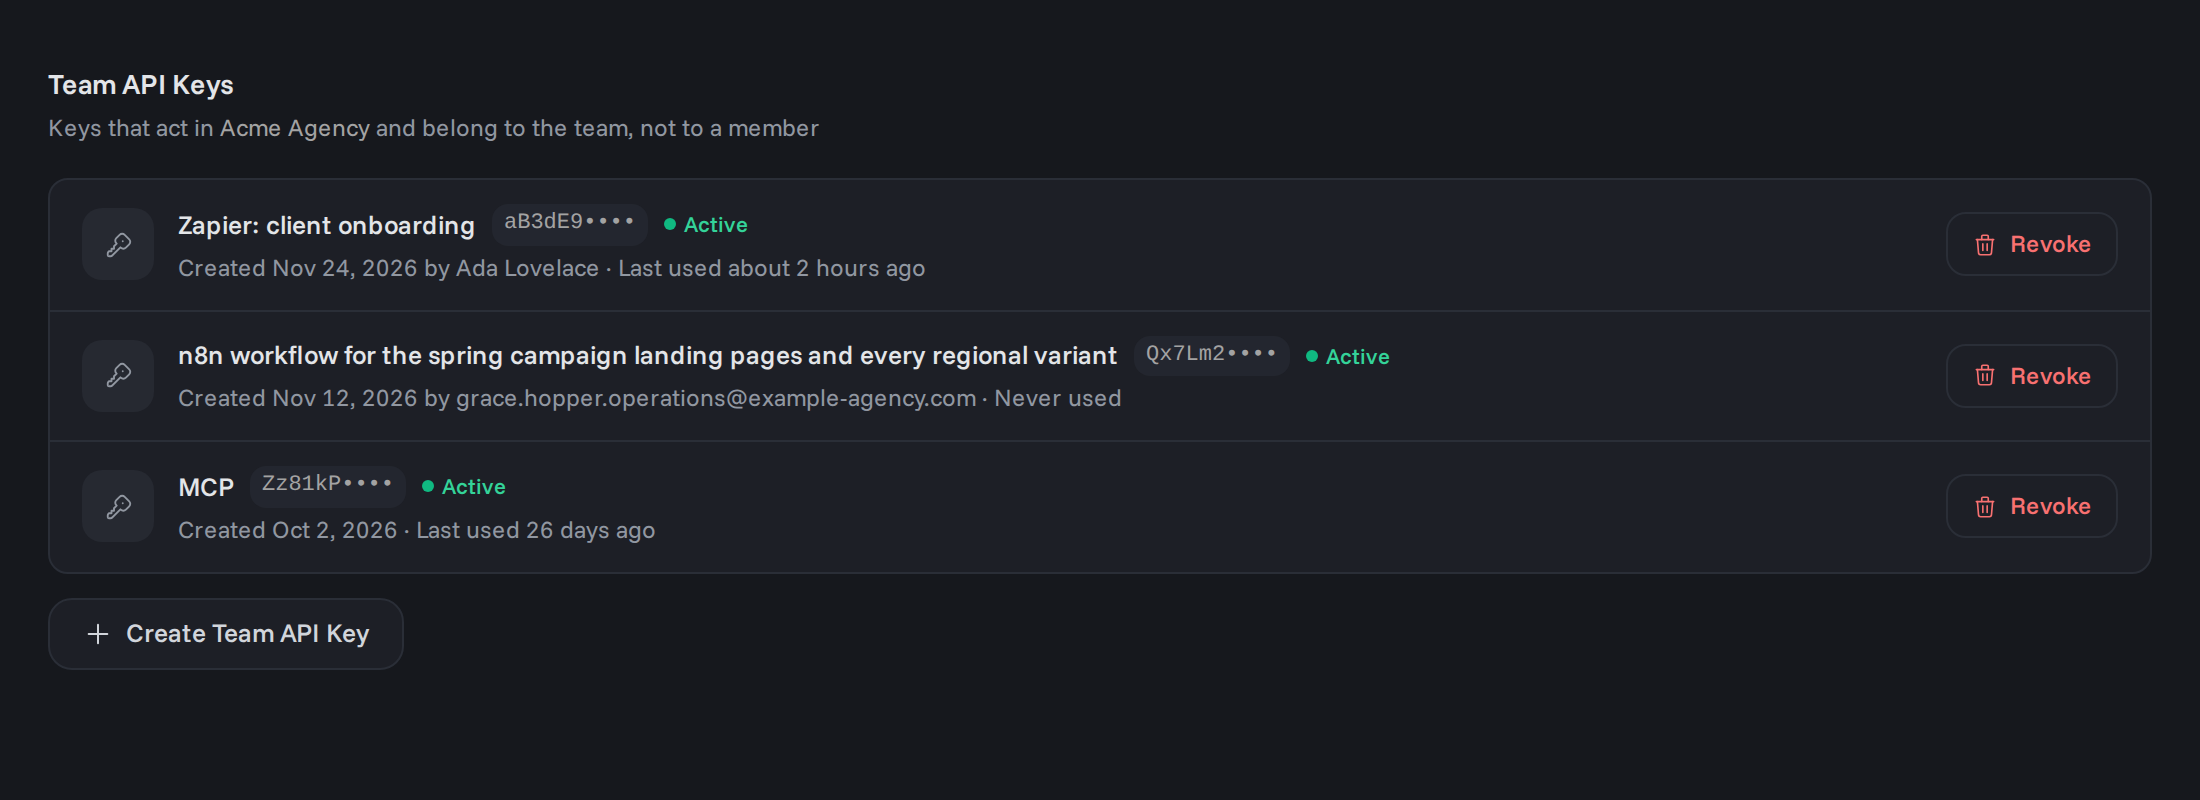 Team API Keys
Keys that act in Acme Agency and belong to the team, not to a member
Zapier: client onboarding aB3dE9•••• Active
Created Nov 24, 2026 by Ada Lovelace · Last used about 2 hours ago
Revoke
n8n workflow for the spring campaign landing pages and every regional variant Qx7Lm2•••• Active
Created Nov 12, 2026 by grace.hopper.operations@example-agency.com · Never used
Revoke
MCP Zz81kP•••• Active
Created Oct 2, 2026 · Last used 26 days ago
Revoke
Create Team API Key